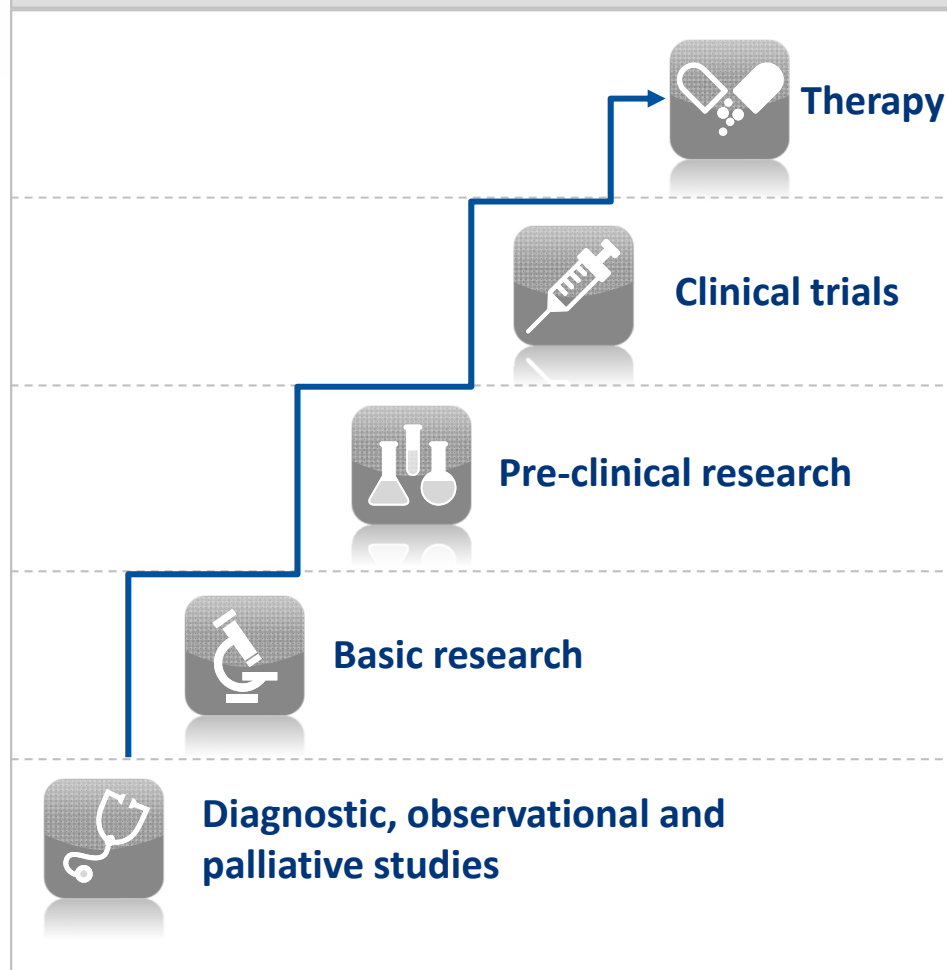 Therapy
Clinical trials
Pre-clinical research
Basic research
Diagnostic, observational and
palliative studies